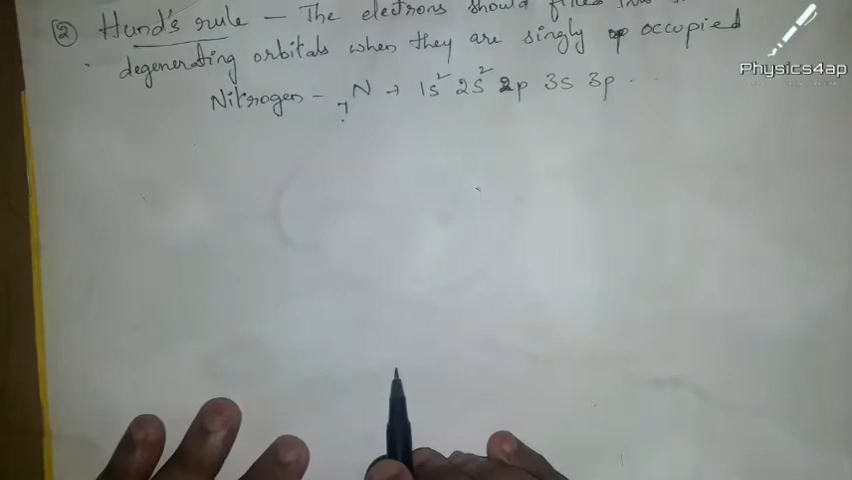 ② Hund's rule - The electrons should filled
degenerating orbitals when they are singly occupied
Nitrogen - ₇N → 1s² 2s² 2p 3s 3p . . .
Physics4ap